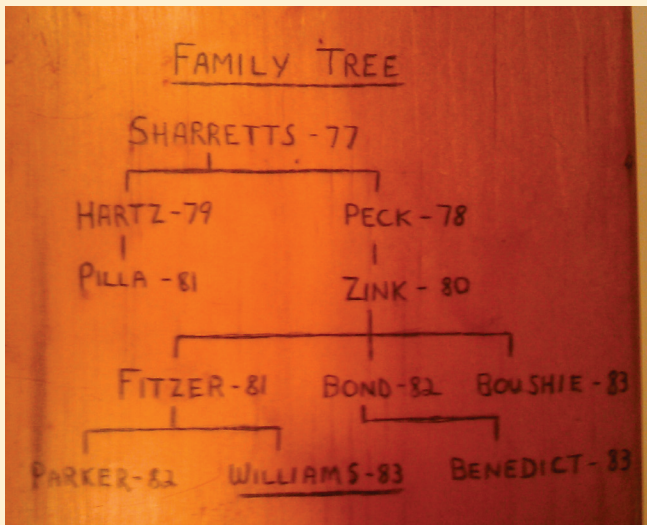 FAMILY TREE
SHARRETTS - 77
HARTZ - 79 PECK - 78
PILLA - 81 ZINK - 80
FITZER - 81 BOND - 82 BOUSHIE - 83
PARKER - 82 WILLIAMS - 83 BENEDICT - 83